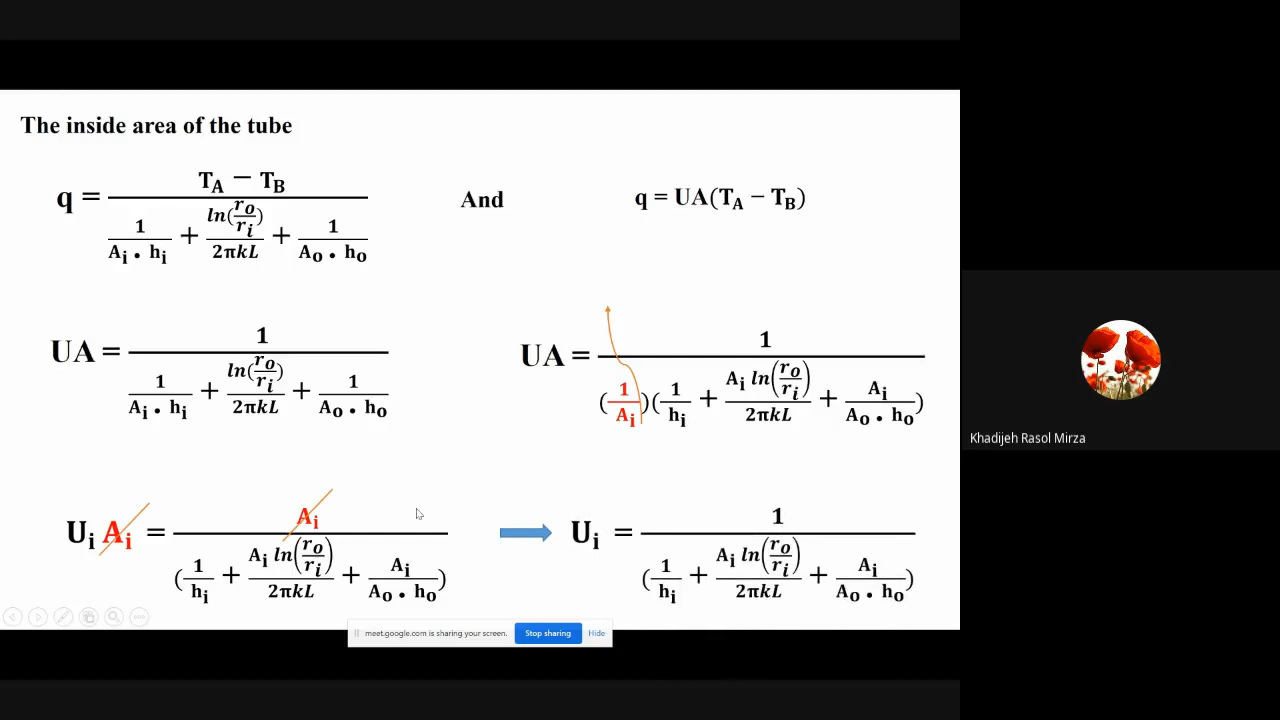 The inside area of the tube
q = (T_A − T_B) / (1/(A_i • h_i) + ln(r_o/r_i)/(2πkL) + 1/(A_o • h_o))
And
q = UA(T_A − T_B)
UA = 1 / (1/(A_i • h_i) + ln(r_o/r_i)/(2πkL) + 1/(A_o • h_o))
UA = 1 / ((1/A_i)(1/h_i + A_i ln(r_o/r_i)/(2πkL) + A_i/(A_o • h_o)))
U_i A_i = A_i / (1/h_i + A_i ln(r_o/r_i)/(2πkL) + A_i/(A_o • h_o))
U_i = 1 / (1/h_i + A_i ln(r_o/r_i)/(2πkL) + A_i/(A_o • h_o))
meet.google.com is sharing your screen. Stop sharing Hide
Khadijeh Rasol Mirza